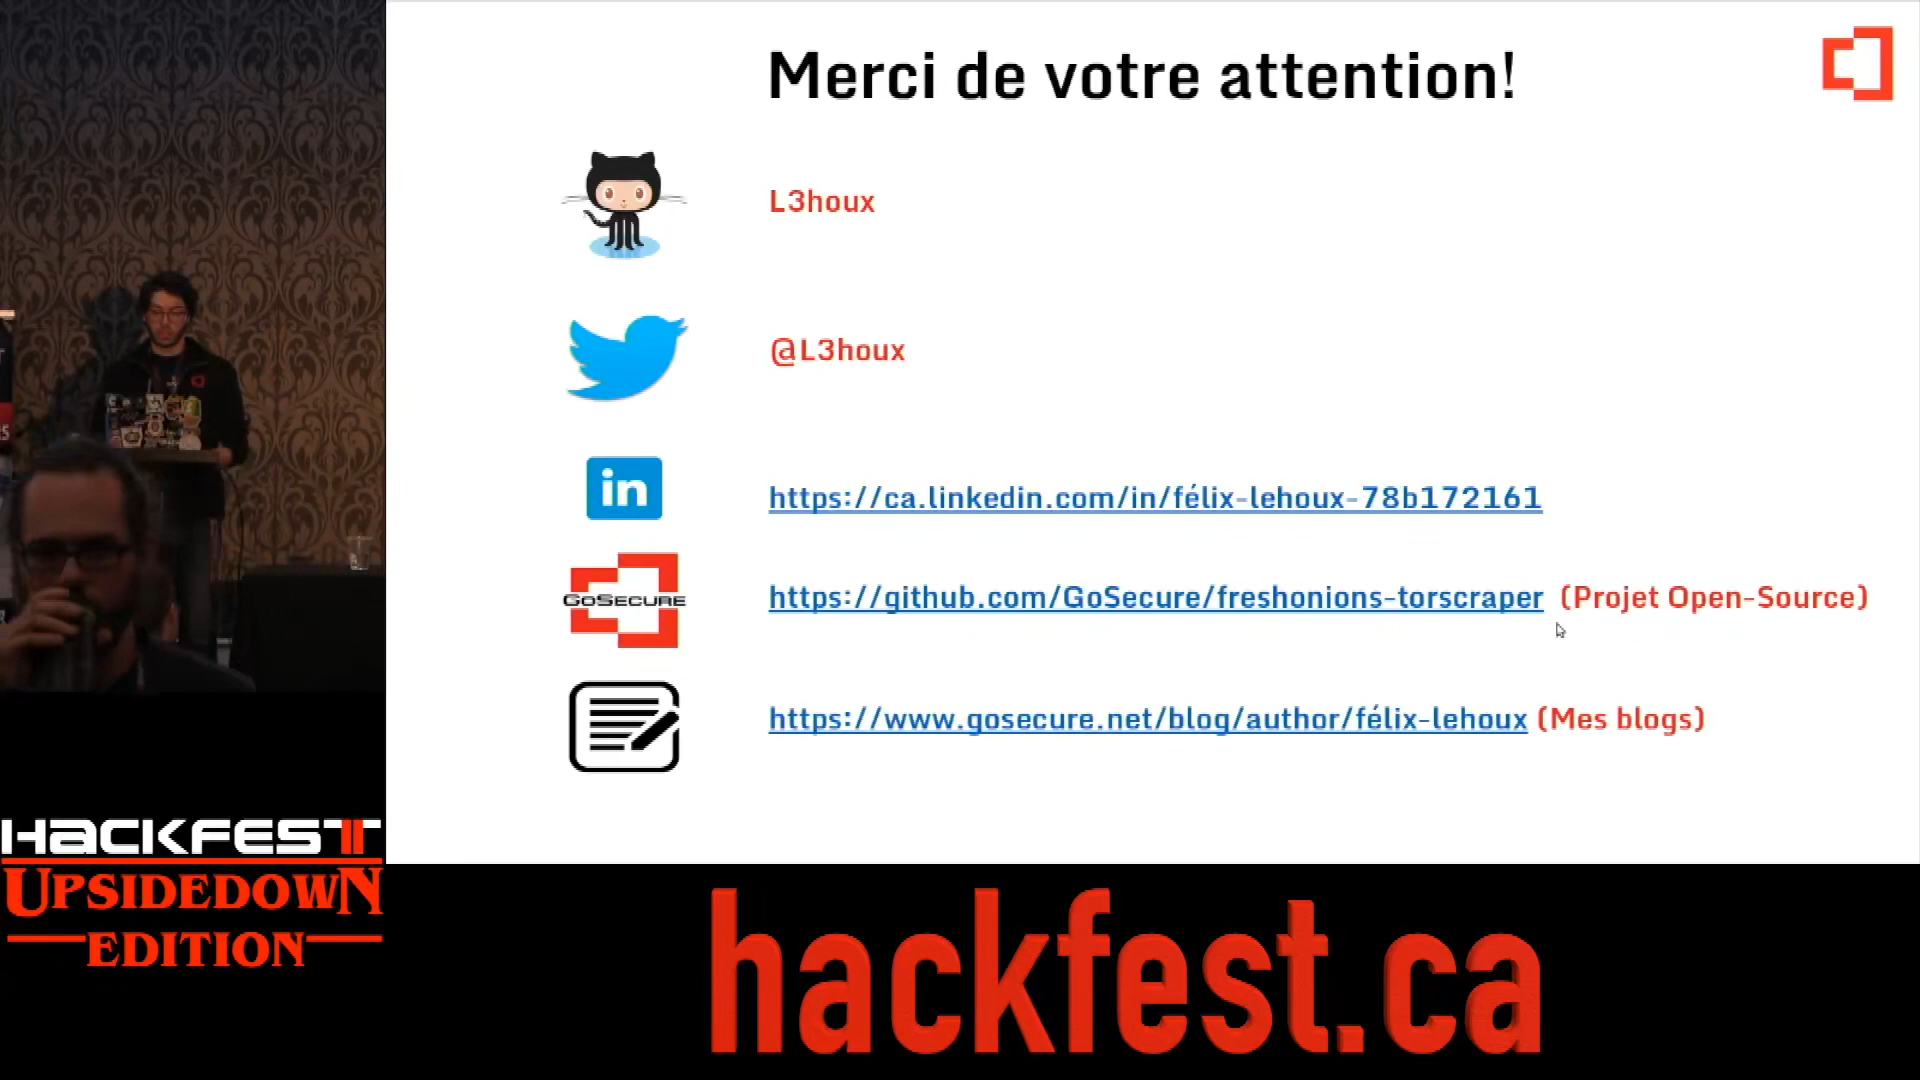 Merci de votre attention!
L3houx
@L3houx
in
https://ca.linkedin.com/in/félix-lehoux-78b172161
GoSecure
https://github.com/GoSecure/freshonions-torscraper (Projet Open-Source)
https://www.gosecure.net/blog/author/félix-lehoux (Mes blogs)
HACKFEST
UPSIDEDOWN
EDITION
hackfest.ca